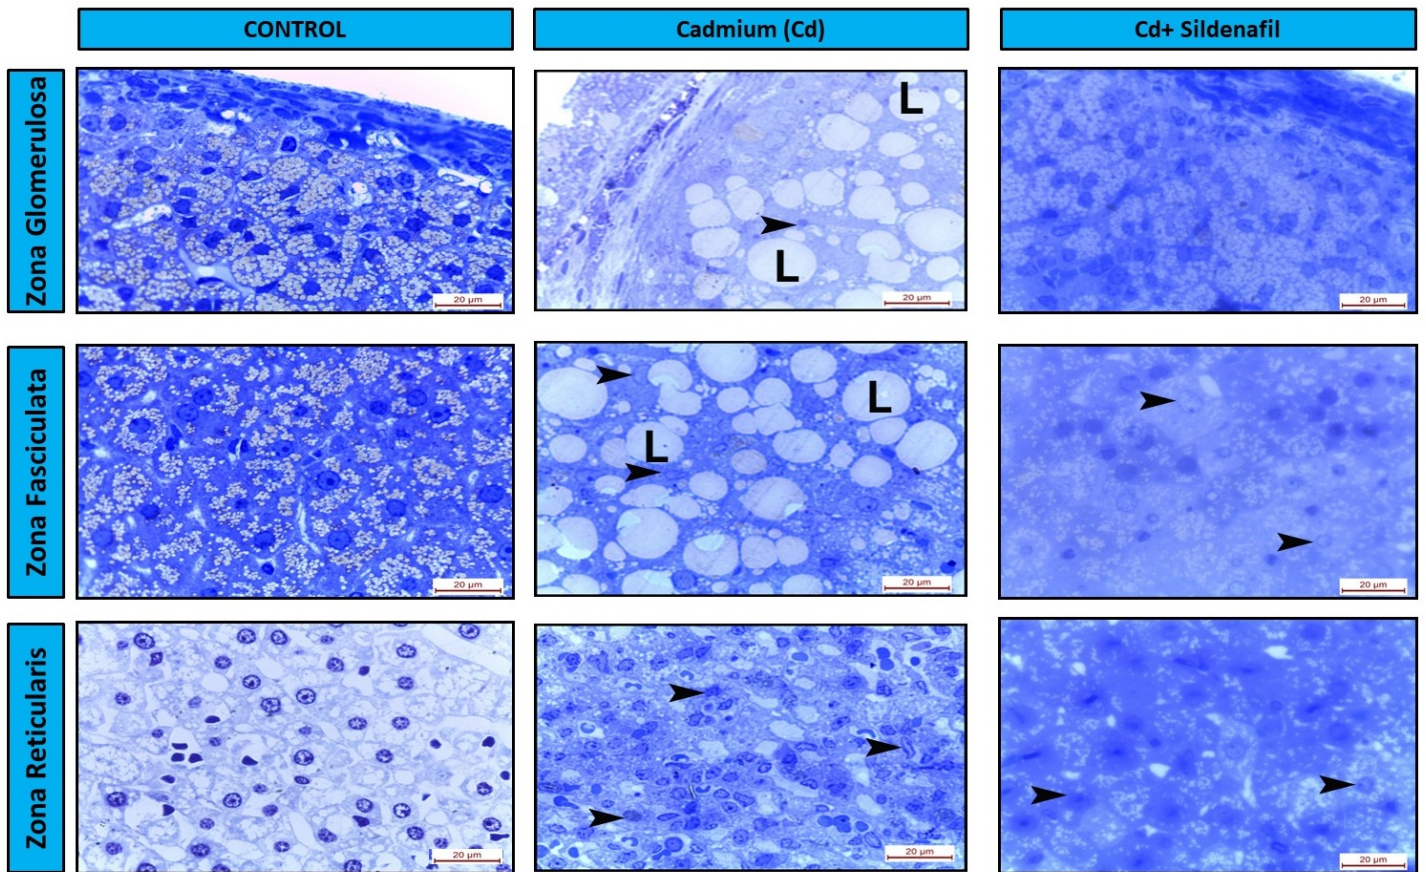 CONTROL
Cadmium (Cd)
Cd+ Sildenafil
Zona Glomerulosa
20 µm
L
L
20 µm
20 µm
Zona Fasciculata
20 µm
L
L
20 µm
20 µm
Zona Reticularis
20 µm
20 µm
20 µm